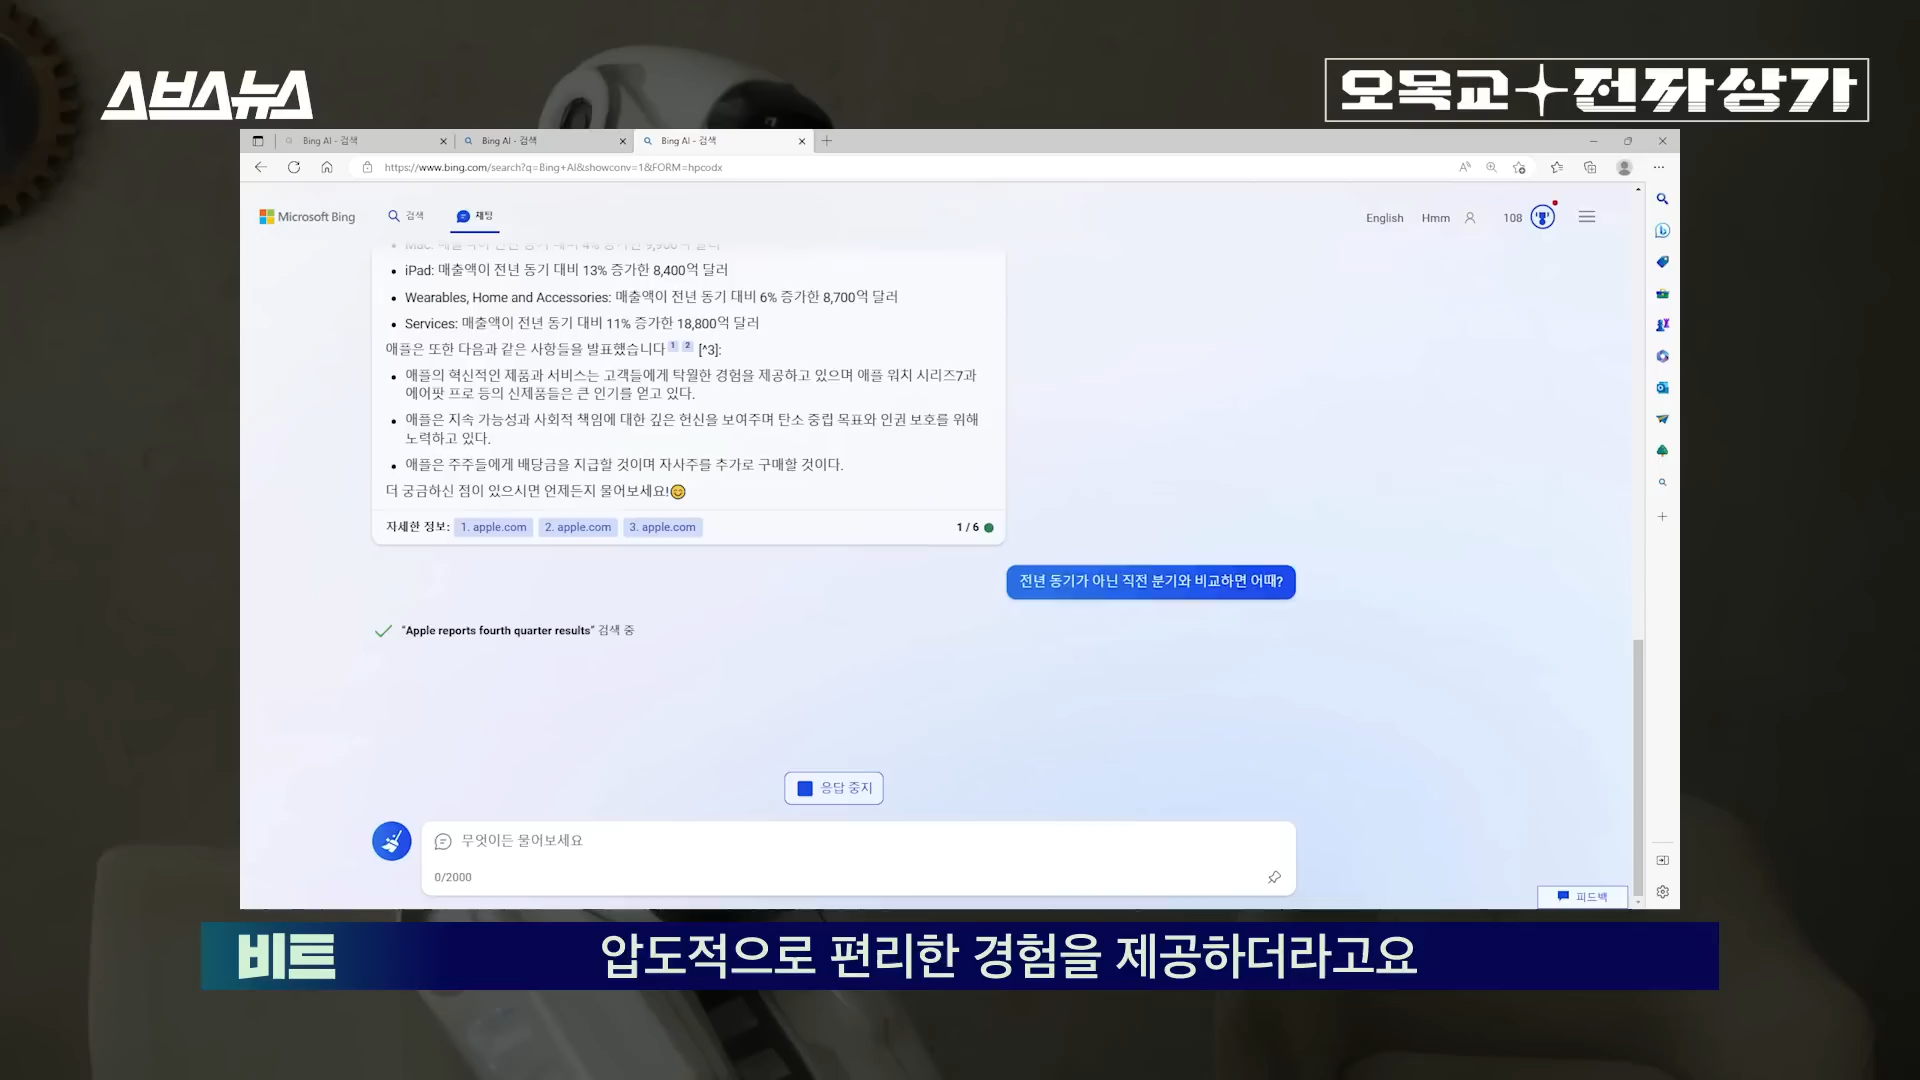 스브스뉴스
오목교 전자상가
Bing AI - 검색
Bing AI - 검색
Bing AI - 검색
https://www.bing.com/search?q=Bing+AI&showconv=1&FORM=hpcodx
Microsoft Bing
검색
채팅
English
Hmm
108
iPad: 매출액이 전년 동기 대비 13% 증가한 8,400억 달러
Wearables, Home and Accessories: 매출액이 전년 동기 대비 6% 증가한 8,700억 달러
Services: 매출액이 전년 동기 대비 11% 증가한 18,800억 달러
애플은 또한 다음과 같은 사항들을 발표했습니다 1 2 [^3]:
애플의 혁신적인 제품과 서비스는 고객들에게 탁월한 경험을 제공하고 있으며 애플 워치 시리즈7과
에어팟 프로 등의 신제품들은 큰 인기를 얻고 있다.
애플은 지속 가능성과 사회적 책임에 대한 깊은 헌신을 보여주며 탄소 중립 목표와 인권 보호를 위해
노력하고 있다.
애플은 주주들에게 배당금을 지급할 것이며 자사주를 추가로 구매할 것이다.
더 궁금하신 점이 있으시면 언제든지 물어보세요!😊
자세한 정보: 1. apple.com 2. apple.com 3. apple.com
1 / 6
전년 동기가 아닌 직전 분기와 비교하면 어때?
"Apple reports fourth quarter results" 검색 중
응답 중지
무엇이든 물어보세요
0/2000
피드백
비트
압도적으로 편리한 경험을 제공하더라고요